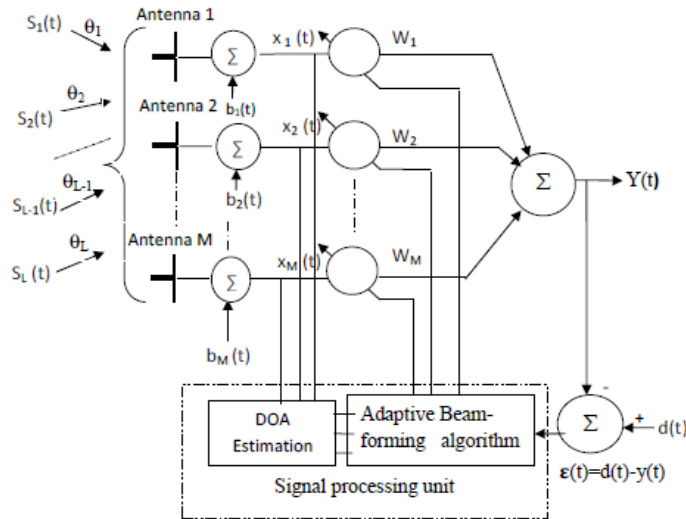 S1(t)
θ1
Antenna 1
Σ
x1 (t)
W1
b1(t)
θ2
S2(t)
Antenna 2
Σ
x2 (t)
W2
b2(t)
Σ
Y(t)
θL-1
SL-1(t)
θL
SL (t)
Antenna M
Σ
xM (t)
WM
bM (t)
DOA
Estimation
Adaptive Beam-
forming algorithm
Signal processing unit
-
Σ
+
d(t)
ε(t)=d(t)-y(t)